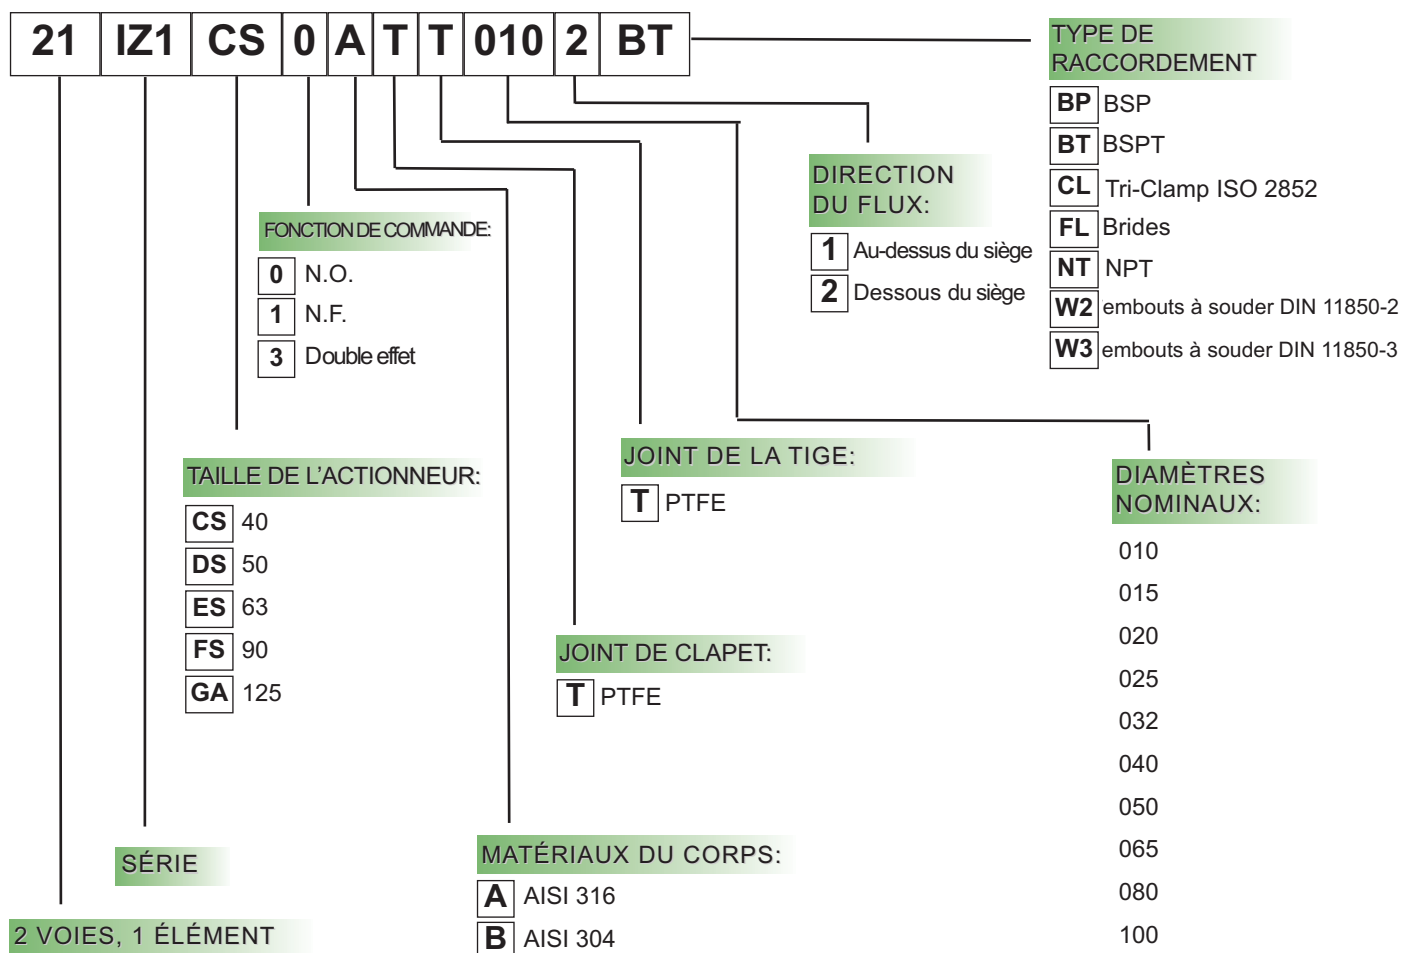 21 IZ1 CS 0 A T T 010 2 BT
TYPE DE
RACCORDEMENT
BP BSP
BT BSPT
CL Tri-Clamp ISO 2852
FL Brides
NT NPT
W2 embouts à souder DIN 11850-2
W3 embouts à souder DIN 11850-3
DIRECTION
DU FLUX:
1 Au-dessus du siège
2 Dessous du siège
FONCTION DE COMMANDE:
0 N.O.
1 N.F.
3 Double effet
TAILLE DE L'ACTIONNEUR:
CS 40
DS 50
ES 63
FS 90
GA 125
JOINT DE LA TIGE:
T PTFE
DIAMÈTRES
NOMINAUX:
010
015
020
025
032
040
050
065
080
100
JOINT DE CLAPET:
T PTFE
SÉRIE
MATÉRIAUX DU CORPS:
A AISI 316
B AISI 304
2 VOIES, 1 ÉLÉMENT